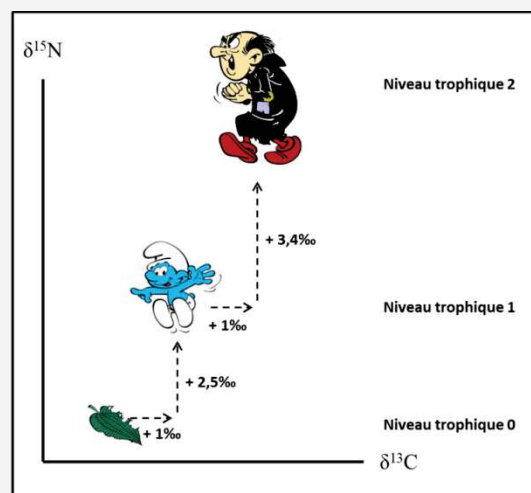 δ¹⁵N
Niveau trophique 2
+ 3,4‰
Niveau trophique 1
+ 1‰
+ 2,5‰
Niveau trophique 0
+ 1‰
δ¹³C